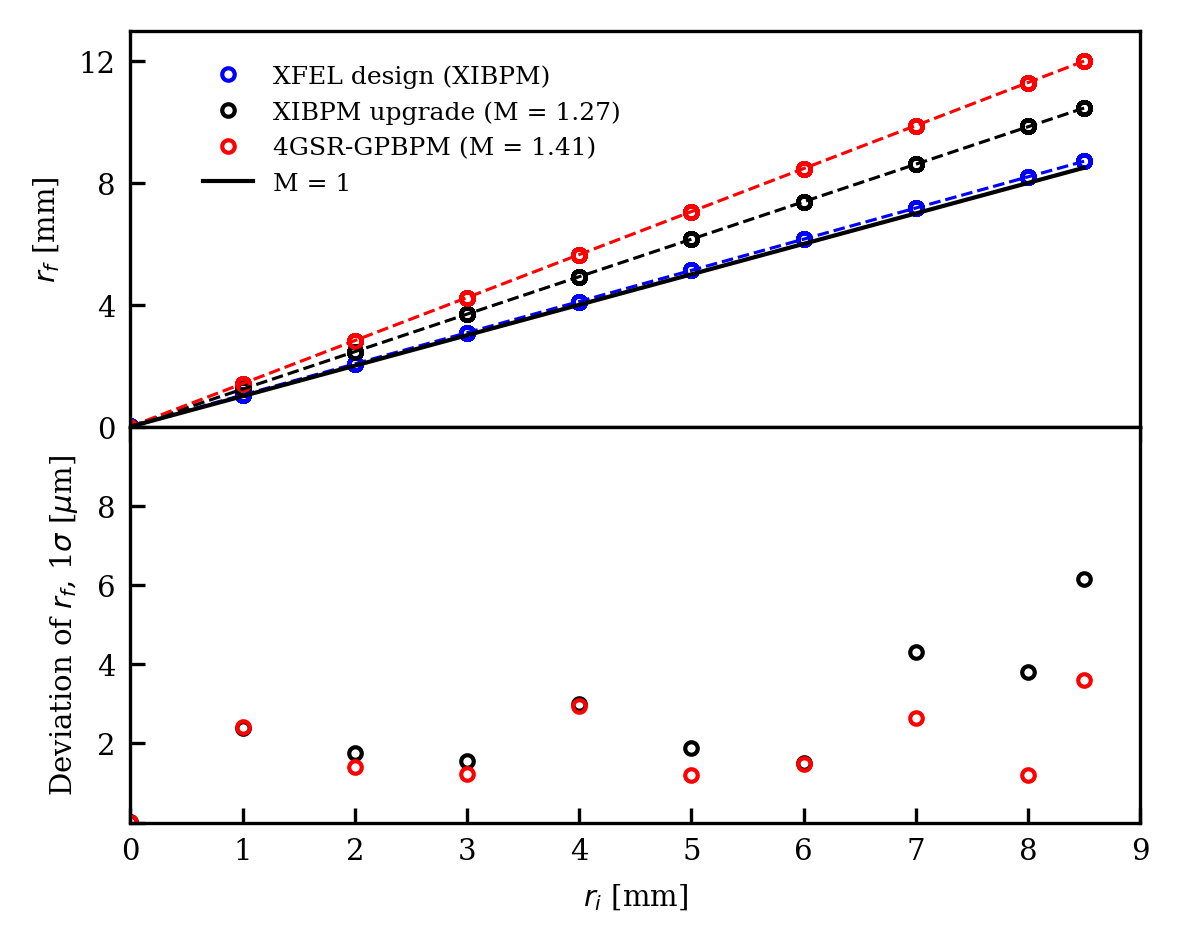 12
8
4
0
r_f [mm]
XFEL design (XIBPM)
XIBPM upgrade (M = 1.27)
4GSR-GPBPM (M = 1.41)
M = 1
8
6
4
2
Deviation of r_f, 1σ [μm]
0 1 2 3 4 5 6 7 8 9
r_i [mm]